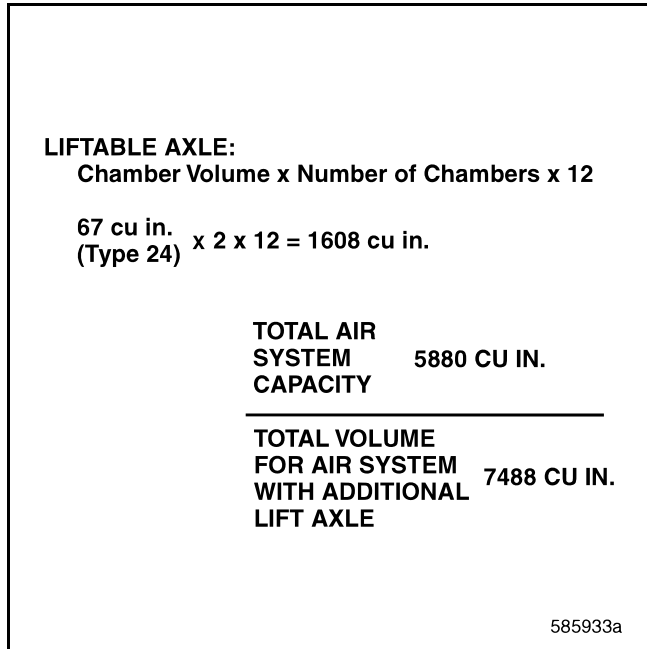 LIFTABLE AXLE:
Chamber Volume x Number of Chambers x 12
67 cu in.
(Type 24) x 2 x 12 = 1608 cu in.
TOTAL AIR
SYSTEM 5880 CU IN.
CAPACITY
TOTAL VOLUME
FOR AIR SYSTEM
WITH ADDITIONAL 7488 CU IN.
LIFT AXLE
585933a